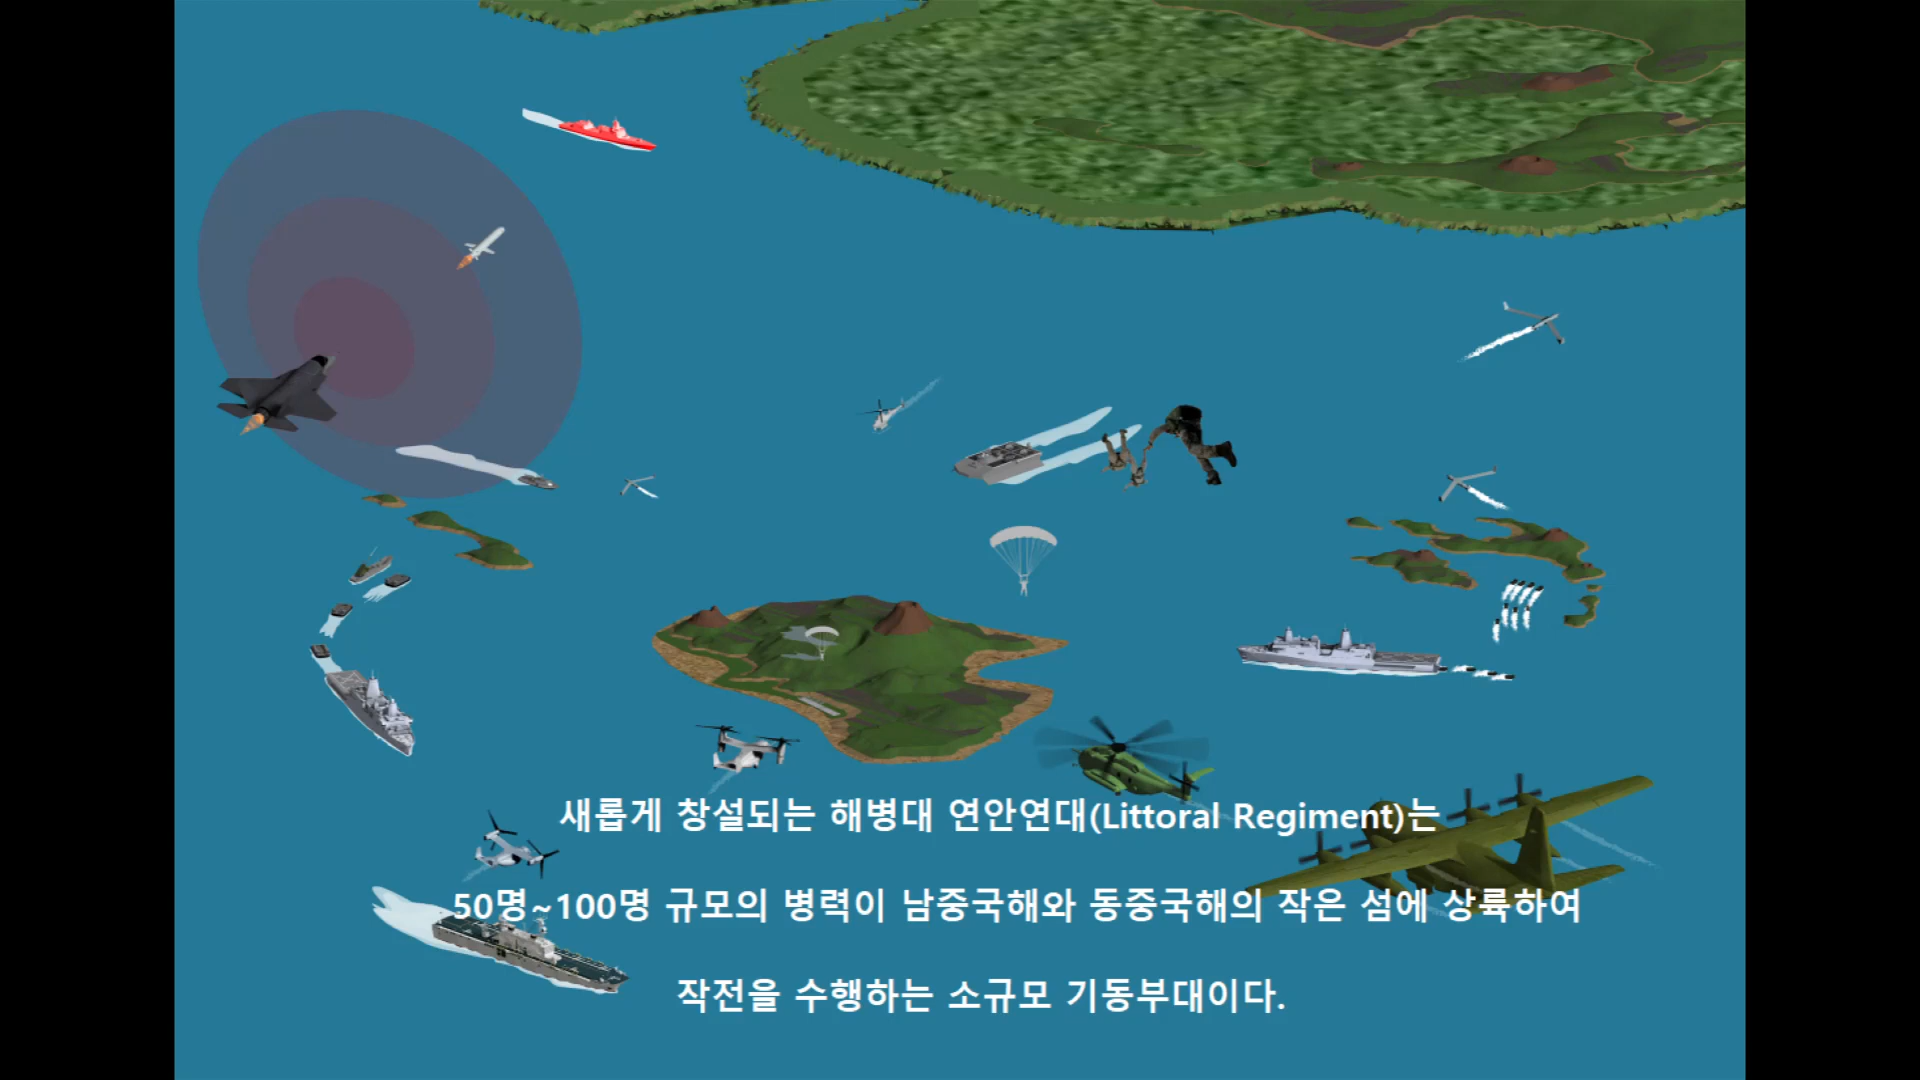 새롭게 창설되는 해병대 연안연대(Littoral Regiment)는
50명~100명 규모의 병력이 남중국해와 동중국해의 작은 섬에 상륙하여
작전을 수행하는 소규모 기동부대이다.